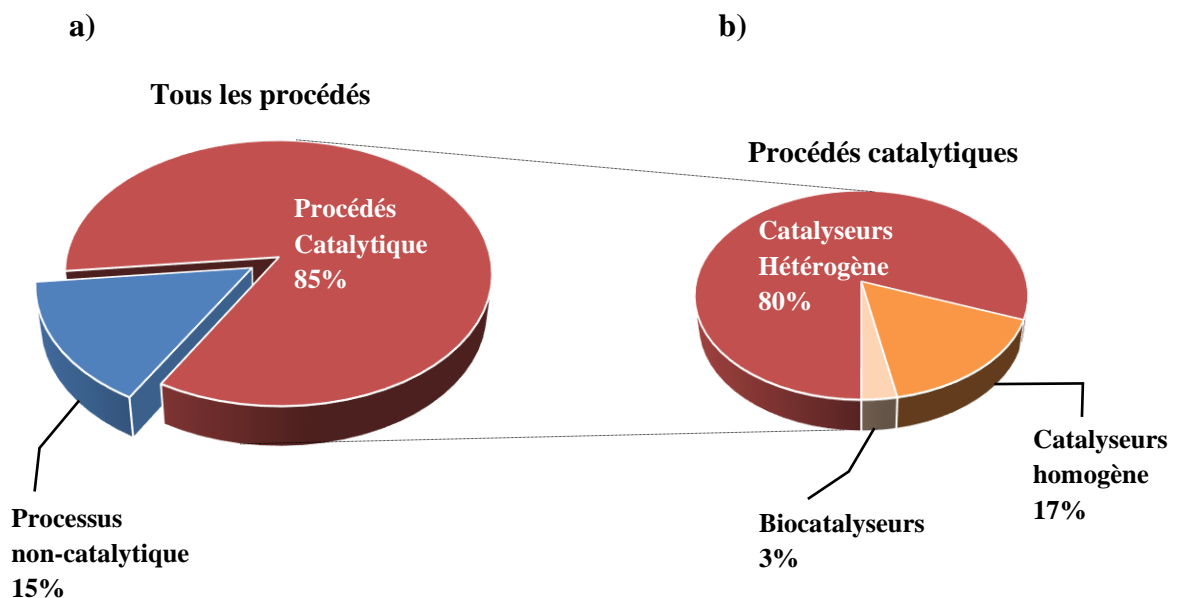 a)
Tous les procédés
Procédés
Catalytique
85%
Processus
non-catalytique
15%
b)
Procédés catalytiques
Catalyseurs
Hétérogène
80%
Catalyseurs
homogène
17%
Biocatalyseurs
3%